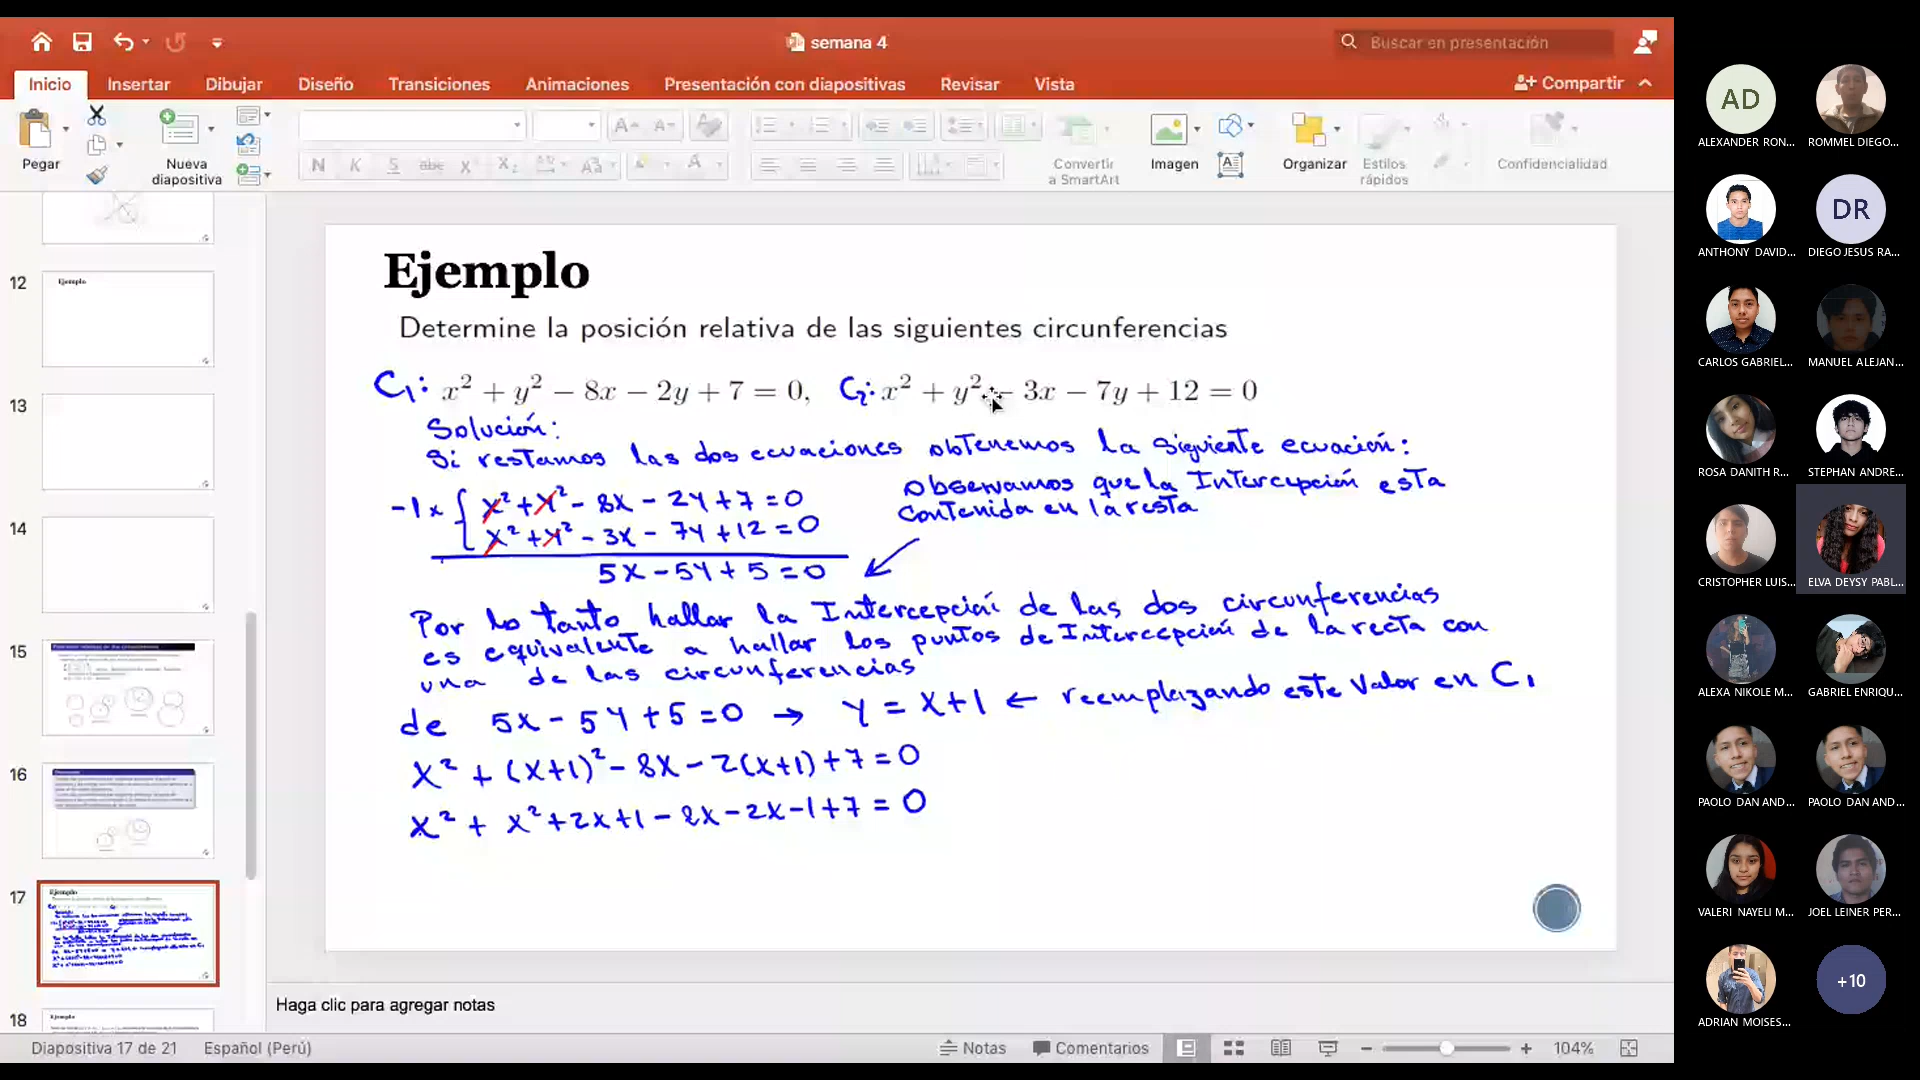 semana 4
Buscar en presentación
Inicio Insertar Dibujar Diseño Transiciones Animaciones Presentación con diapositivas Revisar Vista Compartir
Pegar
Nueva diapositiva
N K S abc X² X₂ Aa
Convertir a SmartArt
Imagen
Organizar
Estilos rápidos
Confidencialidad
12
Ejemplo
13
14
15
16
17
Ejemplo
18
Ejemplo
Ejemplo
Determine la posición relativa de las siguientes circunferencias
C₁: x² + y² − 8x − 2y + 7 = 0, C₂: x² + y² − 3x − 7y + 12 = 0
Solución:
Si restamos las dos ecuaciones obtenemos la siguiente ecuación:
-1x { x² + y² - 8x - 2y + 7 = 0
x² + y² - 3x - 7y + 12 = 0
5x - 5y + 5 = 0
Observamos que la Intercepción esta
contenida en la resta
Por lo tanto hallar la Intercepción de las dos circunferencias
es equivalente a hallar los puntos de Intercepción de la recta con
una de las circunferencias
de 5x - 5y + 5 = 0 → y = x+1 ← reemplazando este valor en C₁
x² + (x+1)² - 8x - 2(x+1) + 7 = 0
x² + x² + 2x + 1 - 8x - 2x - 1 + 7 = 0
Haga clic para agregar notas
Diapositiva 17 de 21 Español (Perú) Notas Comentarios 104%
AD
ALEXANDER RON...
ROMMEL DIEGO...
ANTHONY DAVID...
DR
DIEGO JESUS RA...
CARLOS GABRIEL...
MANUEL ALEJAN...
ROSA DANITH R...
STEPHAN ANDRE...
CRISTOPHER LUIS...
ELVA DEYSY PABL...
ALEXA NIKOLE M...
GABRIEL ENRIQU...
PAOLO DAN AND...
PAOLO DAN AND...
VALERI NAYELI M...
JOEL LEINER PER...
ADRIAN MOISES...
+10